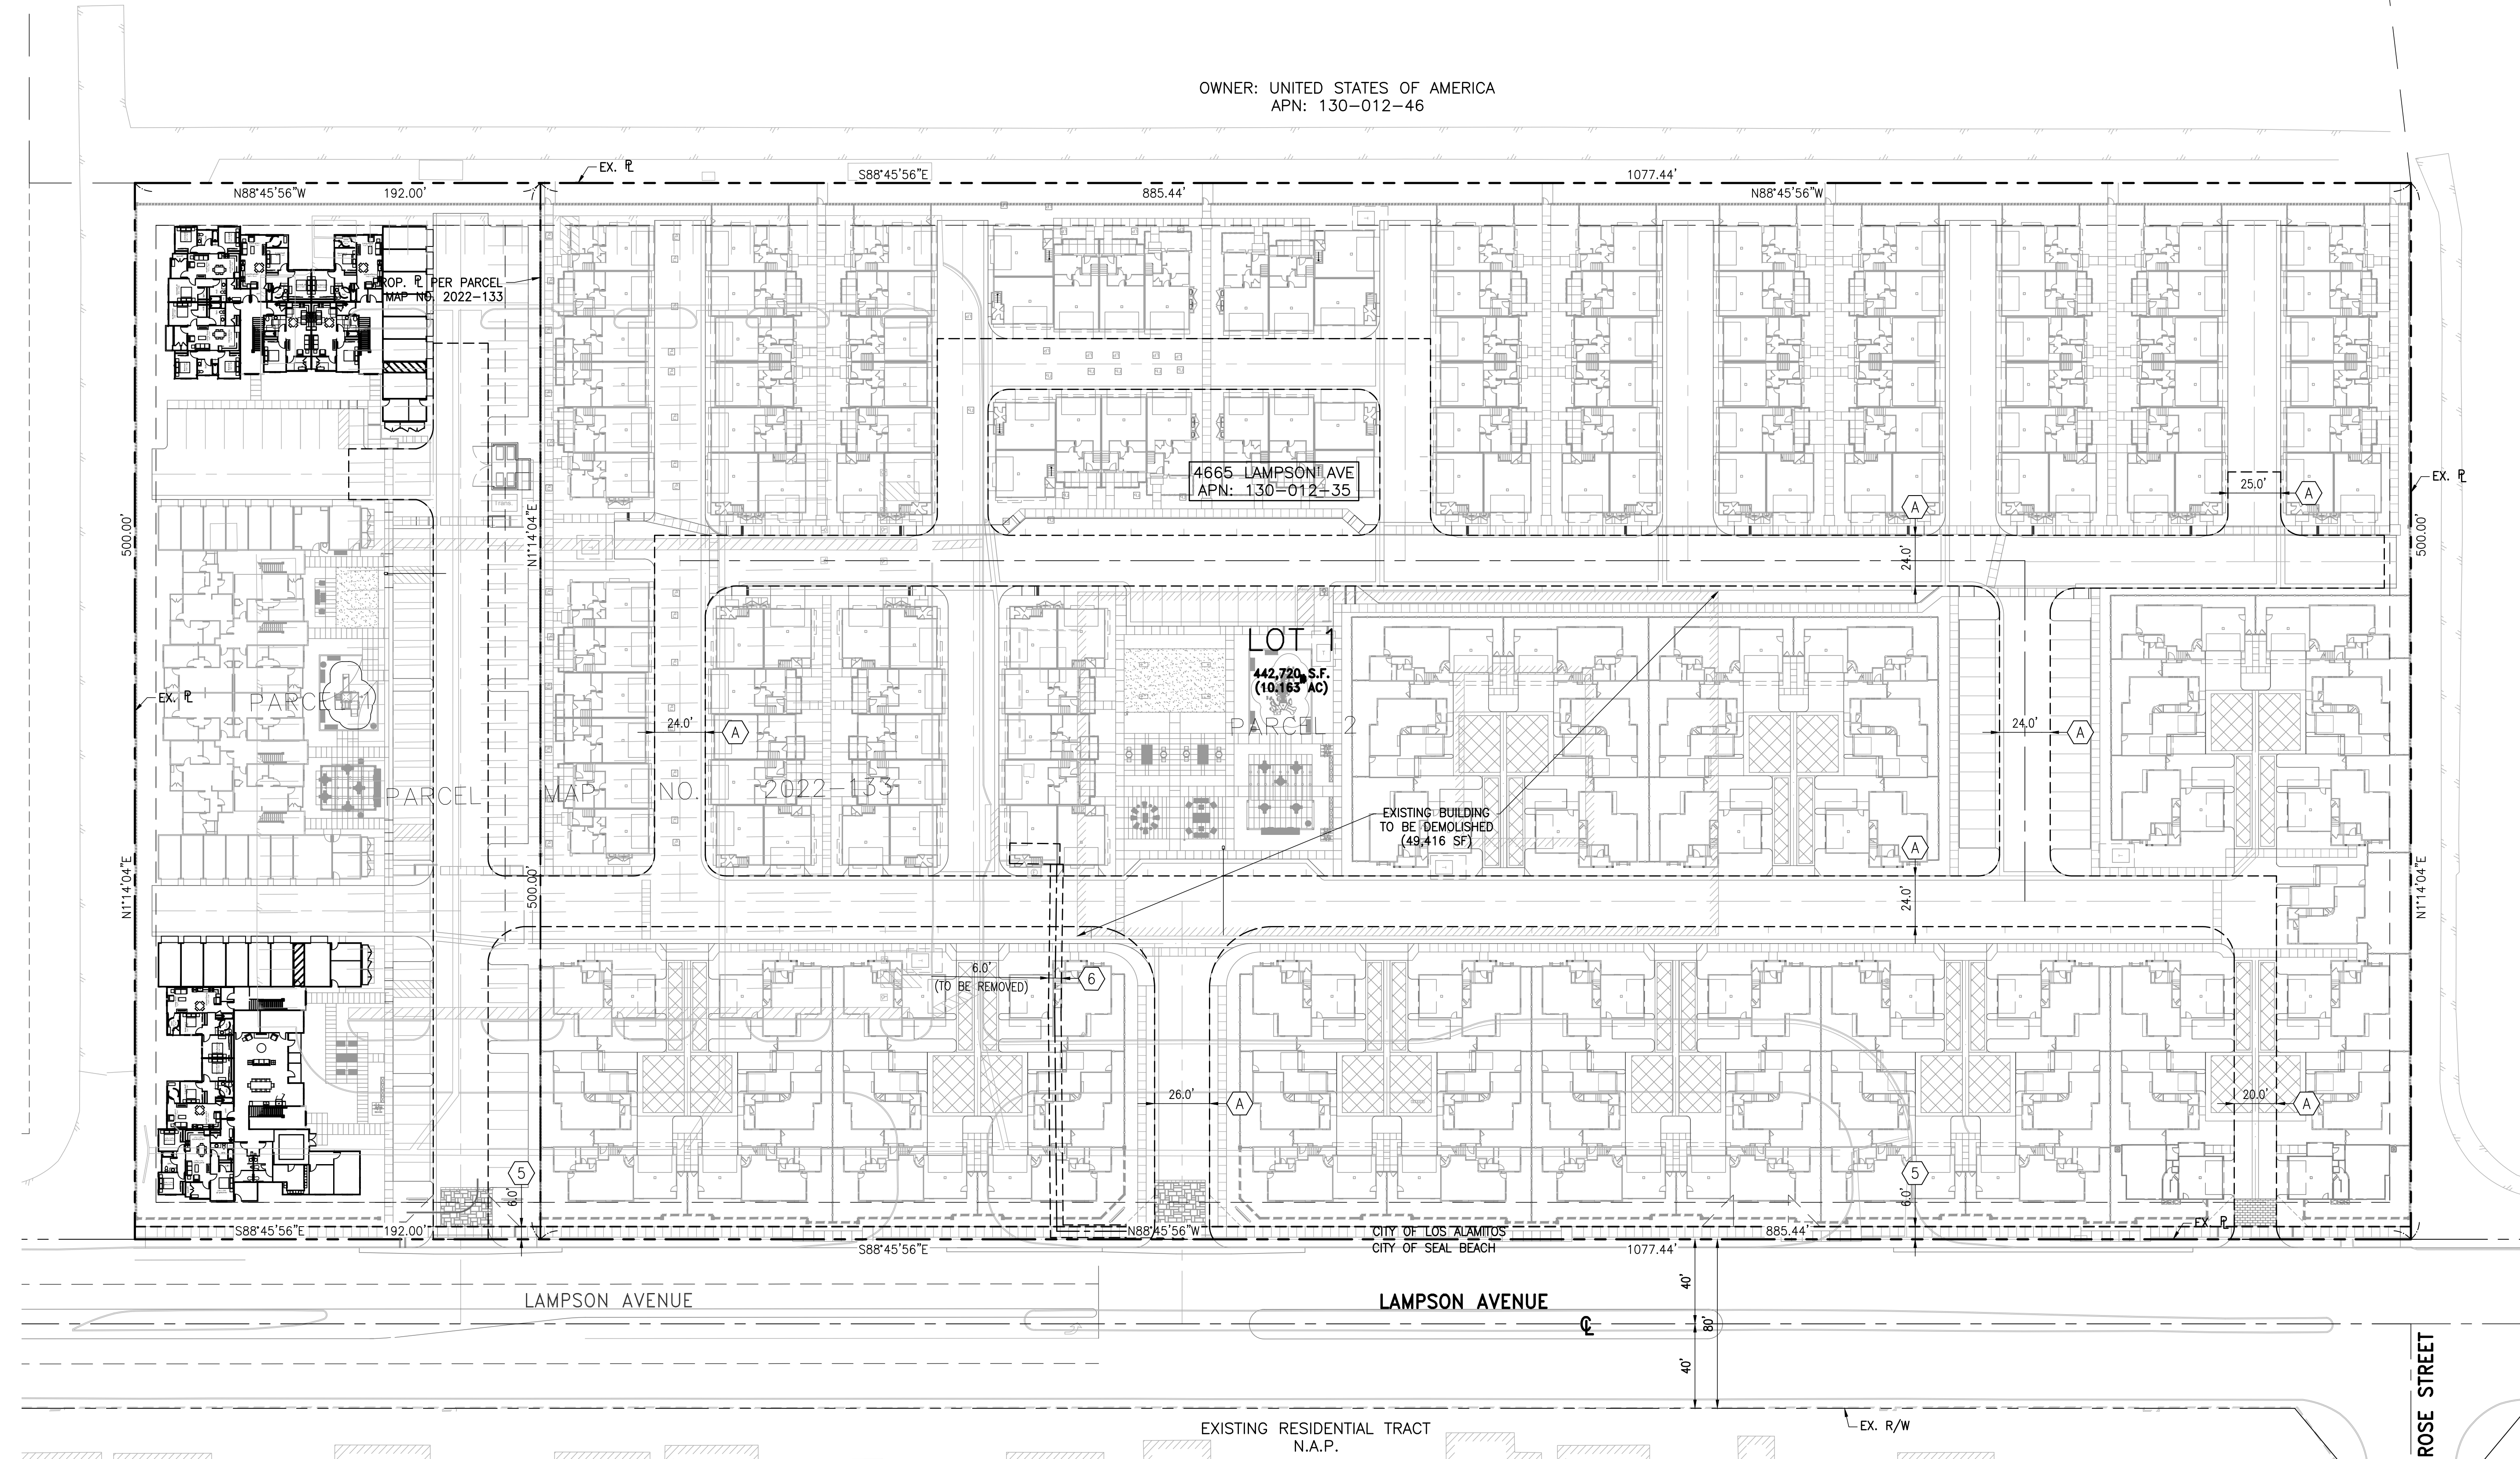 OWNER: UNITED STATES OF AMERICA
APN: 130-012-46
EX. PL
S88°45'56"E
1077.44'
N88°45'56"W
192.00'
885.44'
N88°45'56"W
PROP. PL PER PARCEL
MAP NO. 2022-133
4665 LAMPSON AVE
APN: 130-012-35
EX. PL
25.0'
A
A
24.0'
500.00'
N1°14'04"E
500.00'
LOT 1
442,720 S.F.
(10.163 AC)
EX. PL
PARCEL 1
PARCEL 2
24.0'
A
24.0'
A
PARCEL MAP NO. 2022-133
EXISTING BUILDING
TO BE DEMOLISHED
(49,416 SF)
A
24.0'
N1°14'04"E
500.00'
N1°14'04"E
6.0'
(TO BE REMOVED)
6
26.0'
A
20.0'
A
5
6.0'
5
6.0'
S88°45'56"E
192.00'
N88°45'56"W
CITY OF LOS ALAMITOS
885.44'
EX. PL
S88°45'56"E
CITY OF SEAL BEACH
1077.44'
40'
80'
40'
LAMPSON AVENUE
LAMPSON AVENUE
CL
ROSE STREET
EXISTING RESIDENTIAL TRACT
N.A.P.
EX. R/W